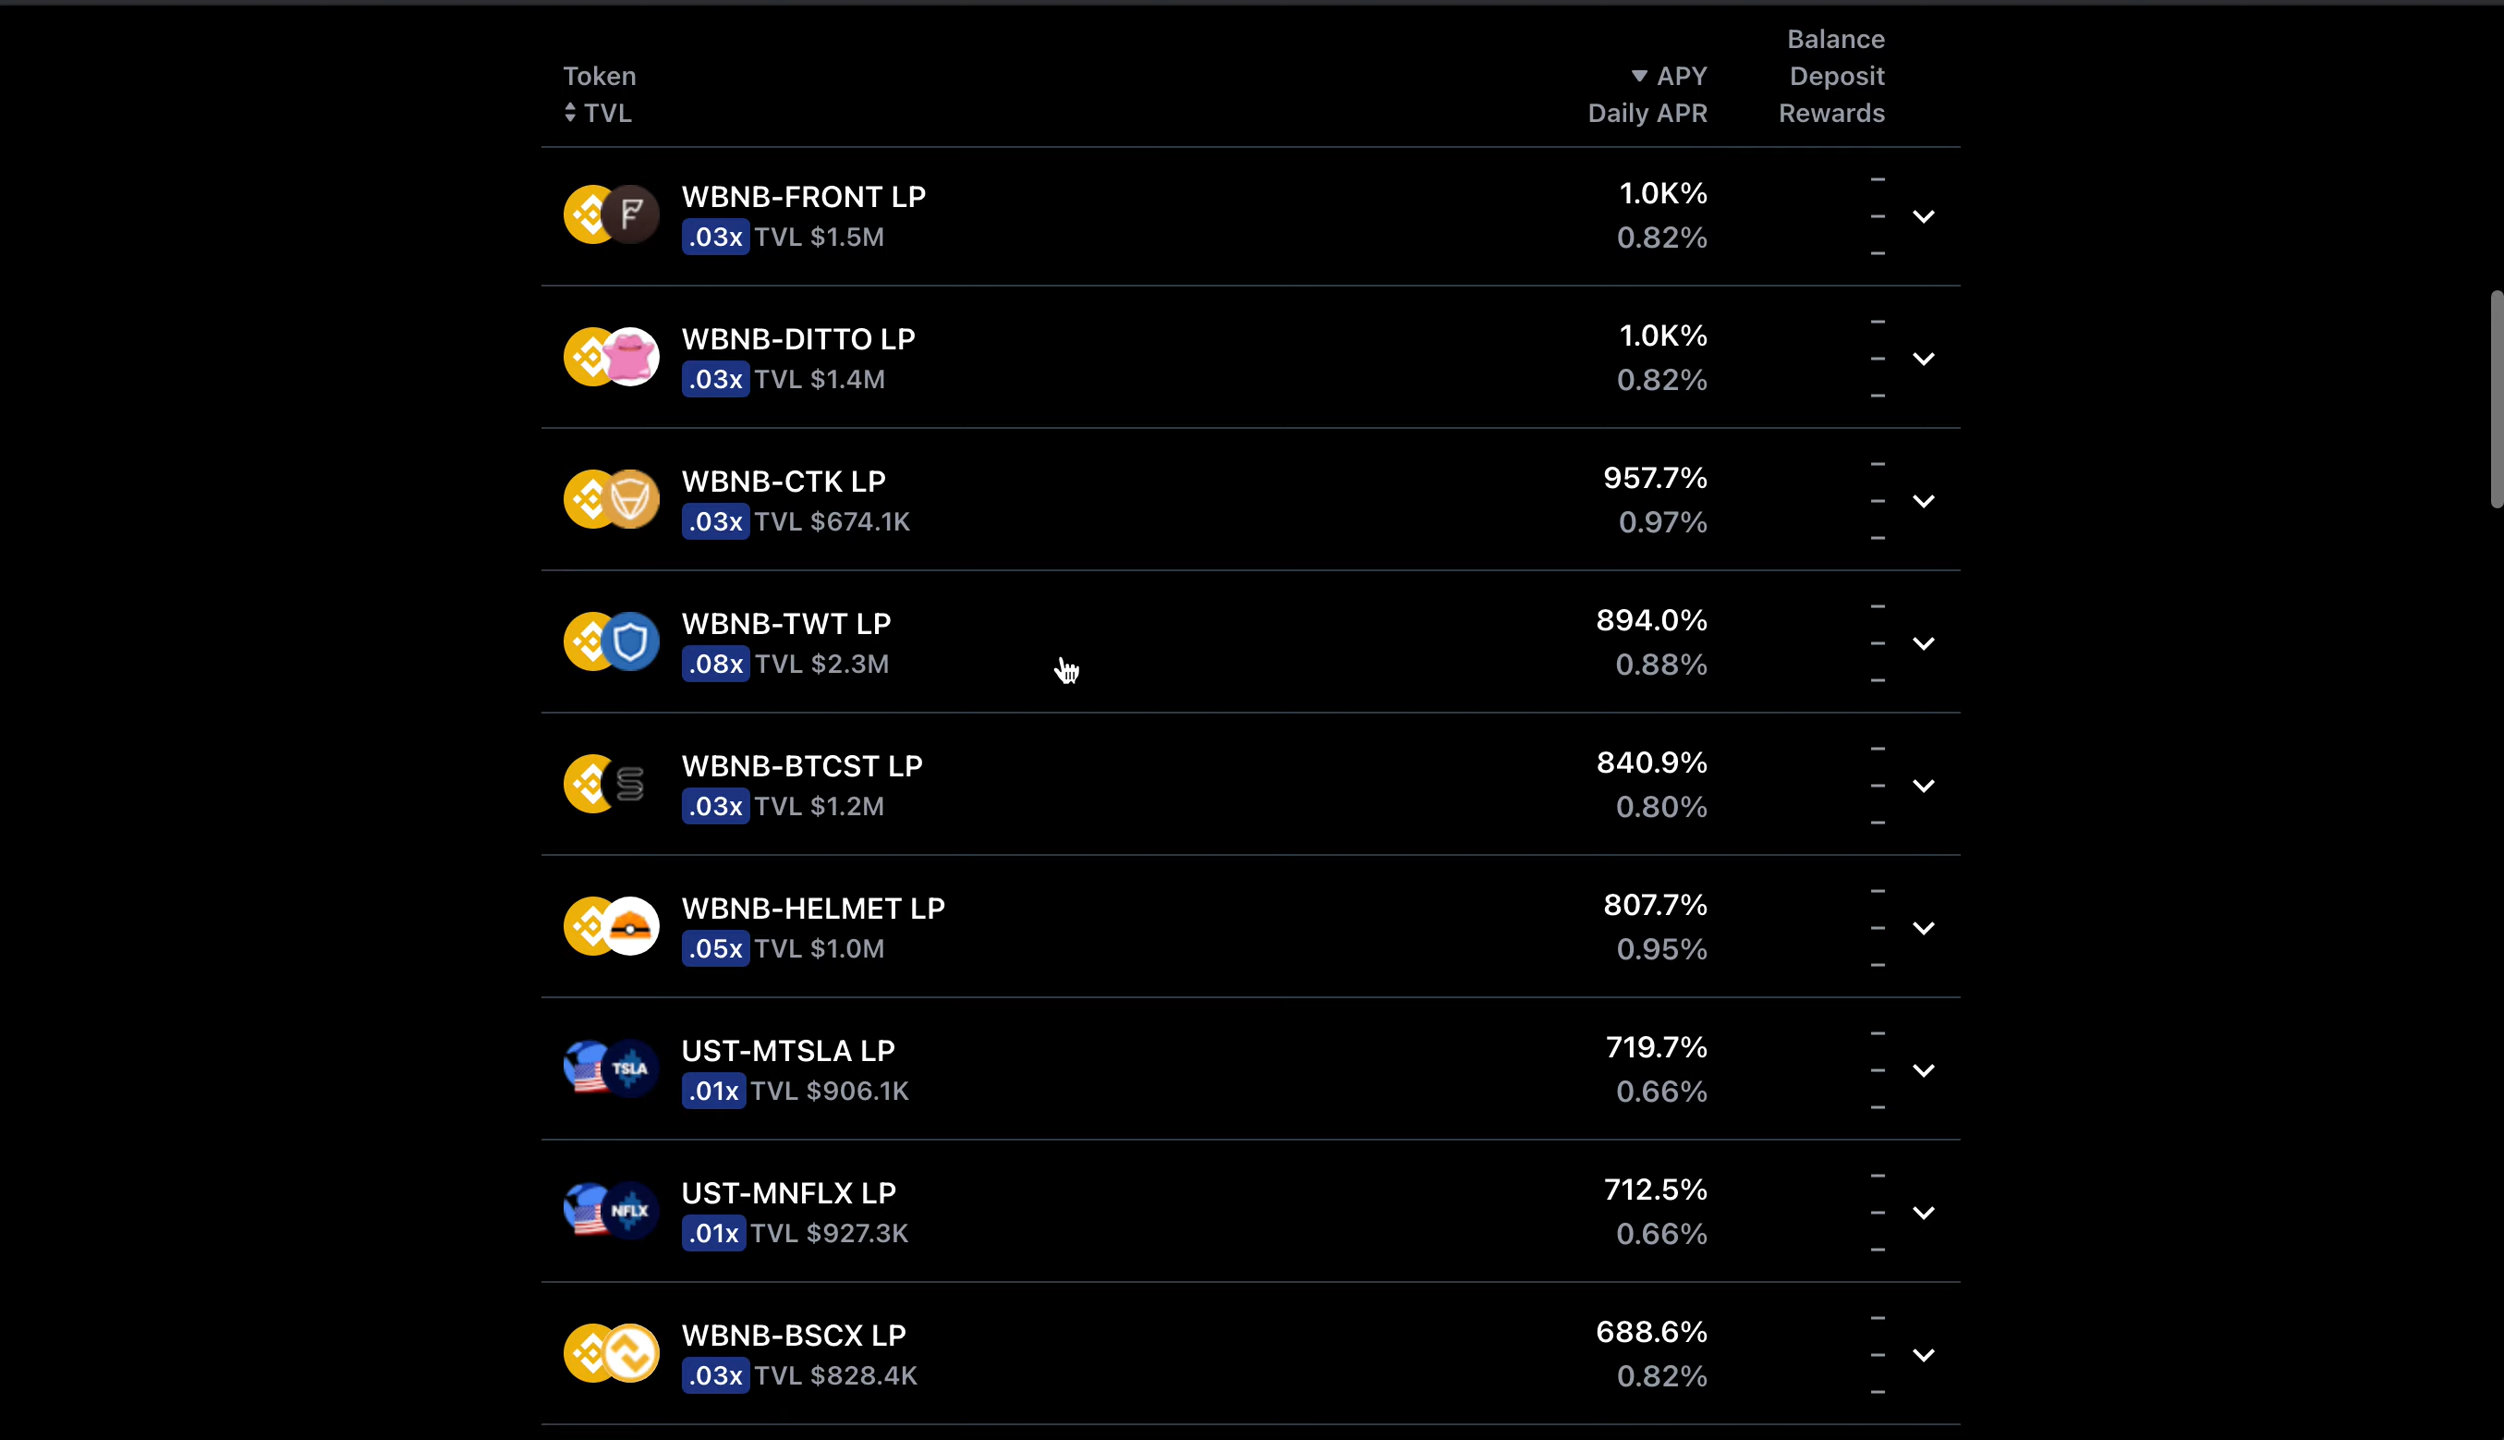 Token
TVL
▼ APY
Daily APR
Balance
Deposit
Rewards
WBNB-FRONT LP
.03x TVL $1.5M
1.0K%
0.82%
–
–
–
WBNB-DITTO LP
.03x TVL $1.4M
1.0K%
0.82%
–
–
–
WBNB-CTK LP
.03x TVL $674.1K
957.7%
0.97%
–
–
–
WBNB-TWT LP
.08x TVL $2.3M
894.0%
0.88%
–
–
–
WBNB-BTCST LP
.03x TVL $1.2M
840.9%
0.80%
–
–
–
WBNB-HELMET LP
.05x TVL $1.0M
807.7%
0.95%
–
–
–
TSLA
UST-MTSLA LP
.01x TVL $906.1K
719.7%
0.66%
–
–
–
NFLX
UST-MNFLX LP
.01x TVL $927.3K
712.5%
0.66%
–
–
–
WBNB-BSCX LP
.03x TVL $828.4K
688.6%
0.82%
–
–
–